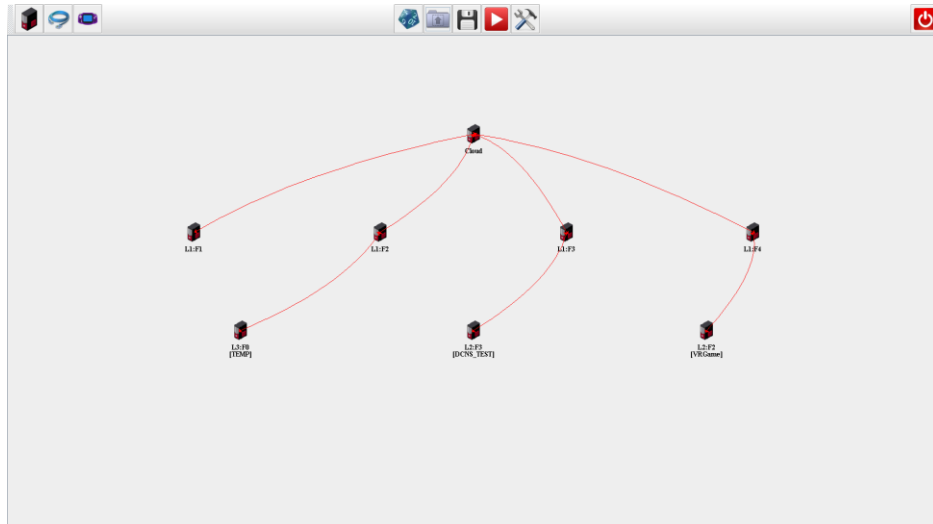 Cloud
L1:F1
L1:F2
L1:F3
L1:F4
L3:F0
[TEMP]
L2:F3
[DCNS_TEST]
L2:F2
[VRGame]